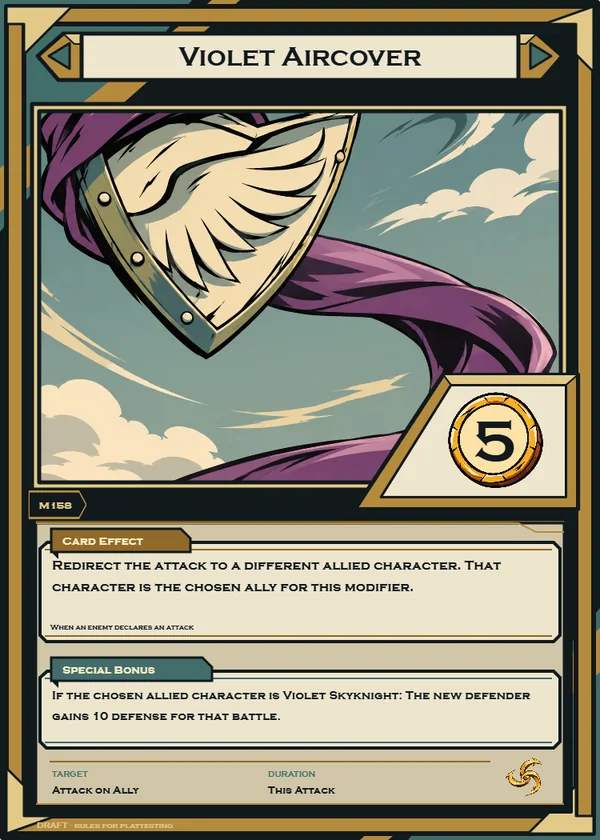 Violet Aircover
5
M158
Card Effect
Redirect the attack to a different allied character. That
character is the chosen ally for this modifier.
When an enemy declares an attack
Special Bonus
If the chosen allied character is Violet Skyknight: The new defender
gains 10 defense for that battle.
Target
Duration
Attack on Ally
This Attack
DRAFT · Rules for playtesting